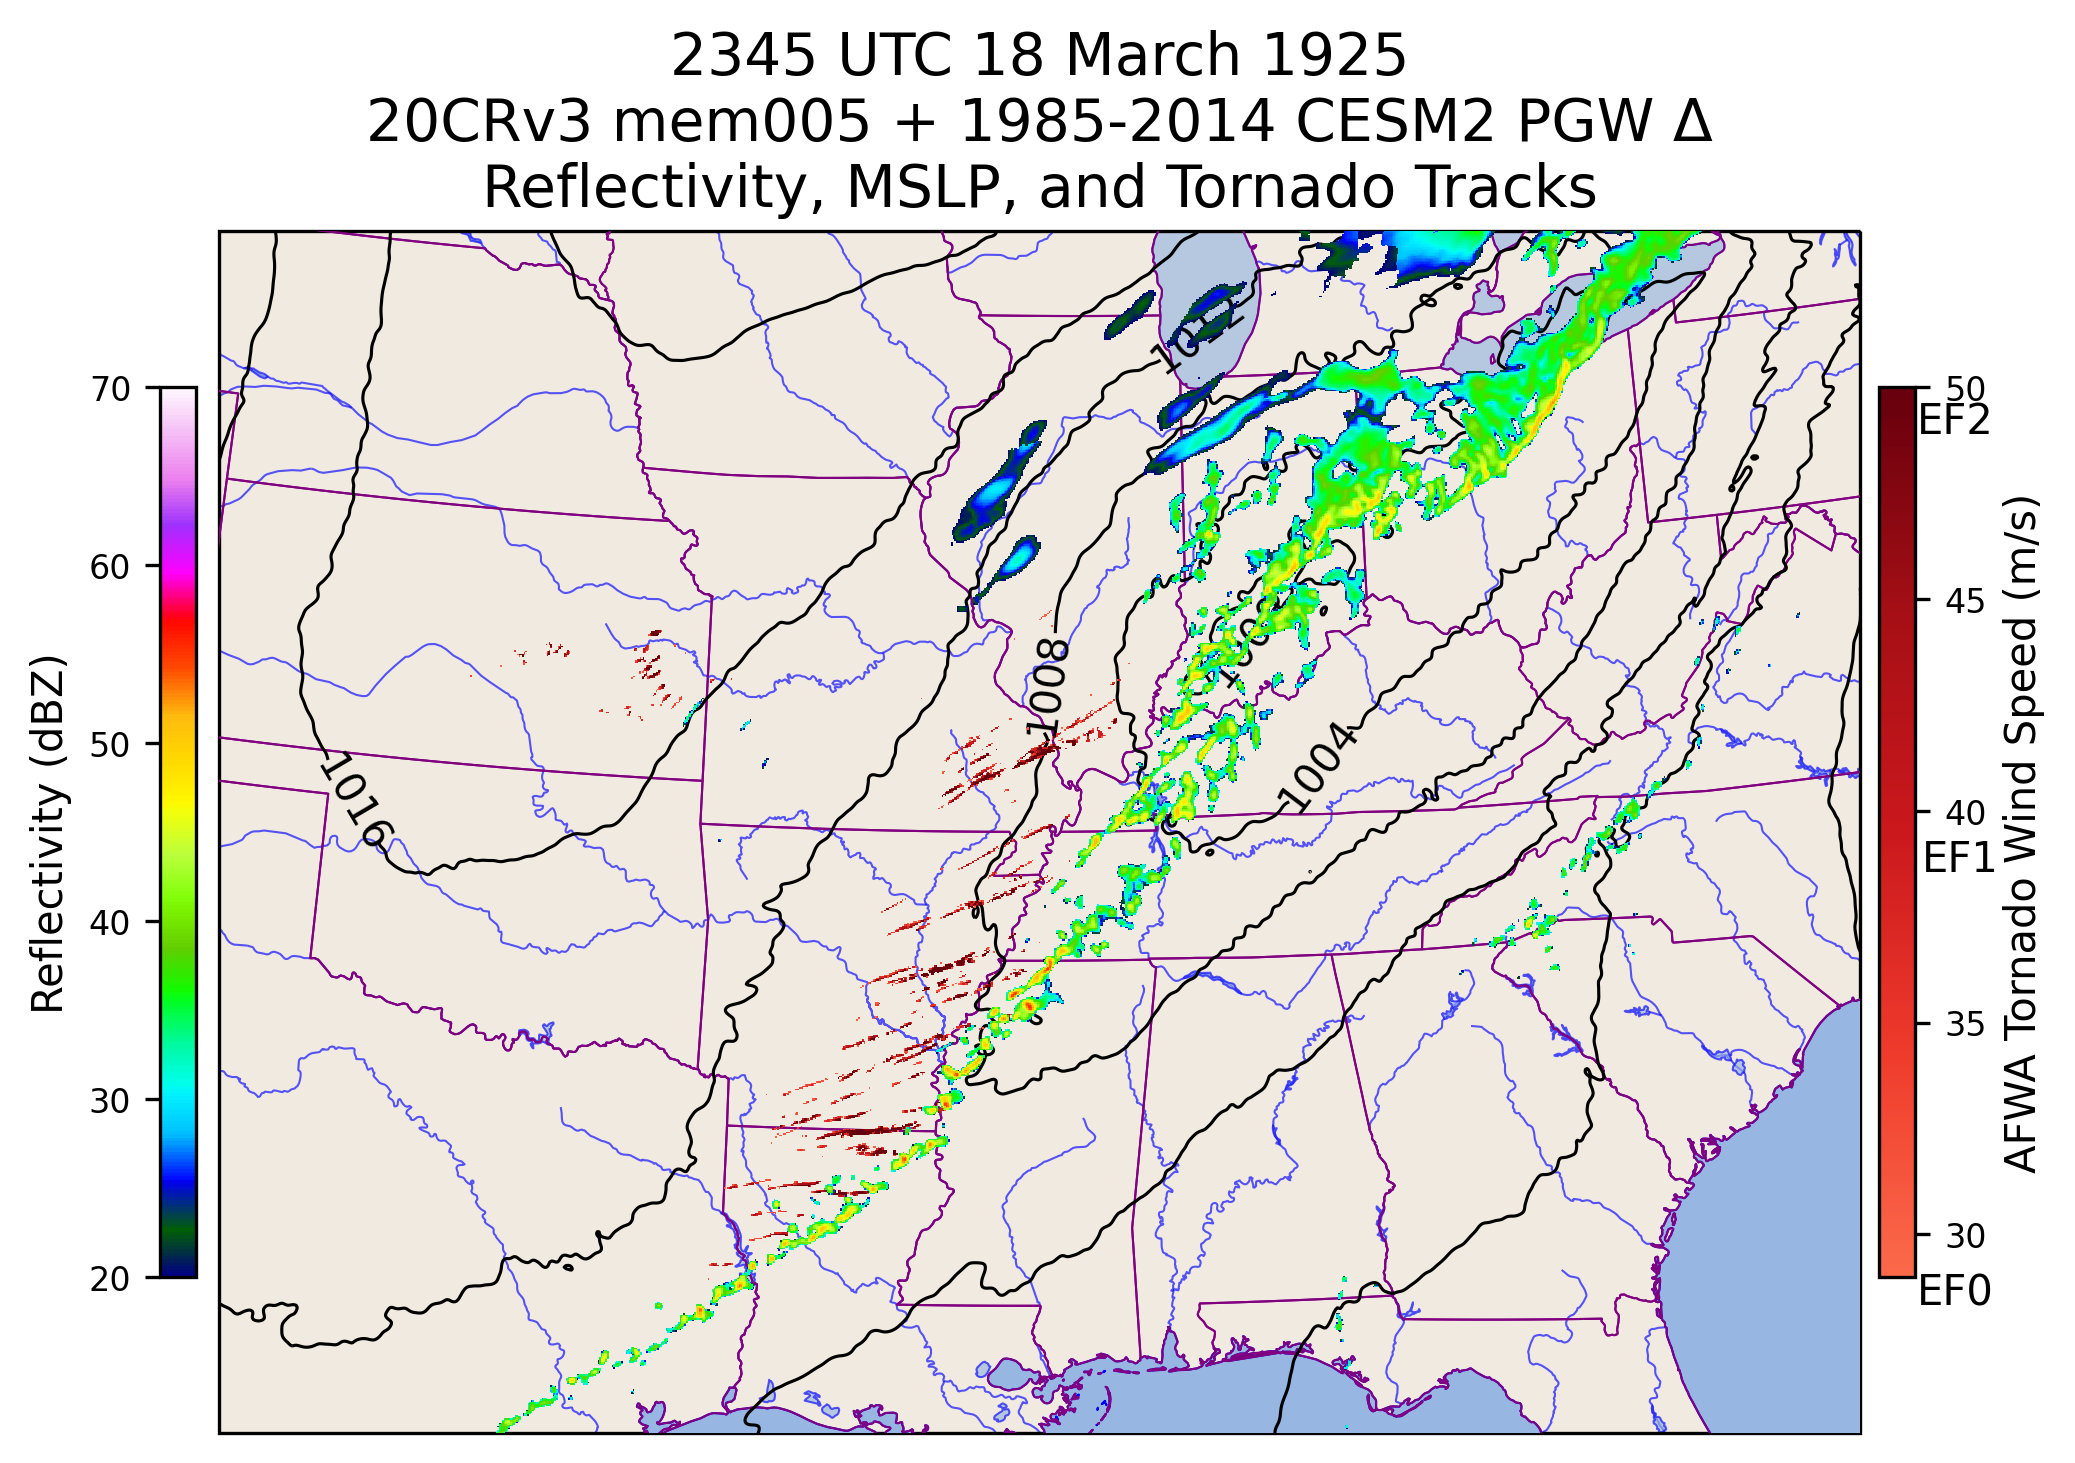 2345 UTC 18 March 1925
20CRv3 mem005 + 1985-2014 CESM2 PGW Δ
Reflectivity, MSLP, and Tornado Tracks
Reflectivity (dBZ)
70
60
50
40
30
20
1016
1008
1004
50
EF2
45
40
EF1
35
30
EF0
AFWA Tornado Wind Speed (m/s)